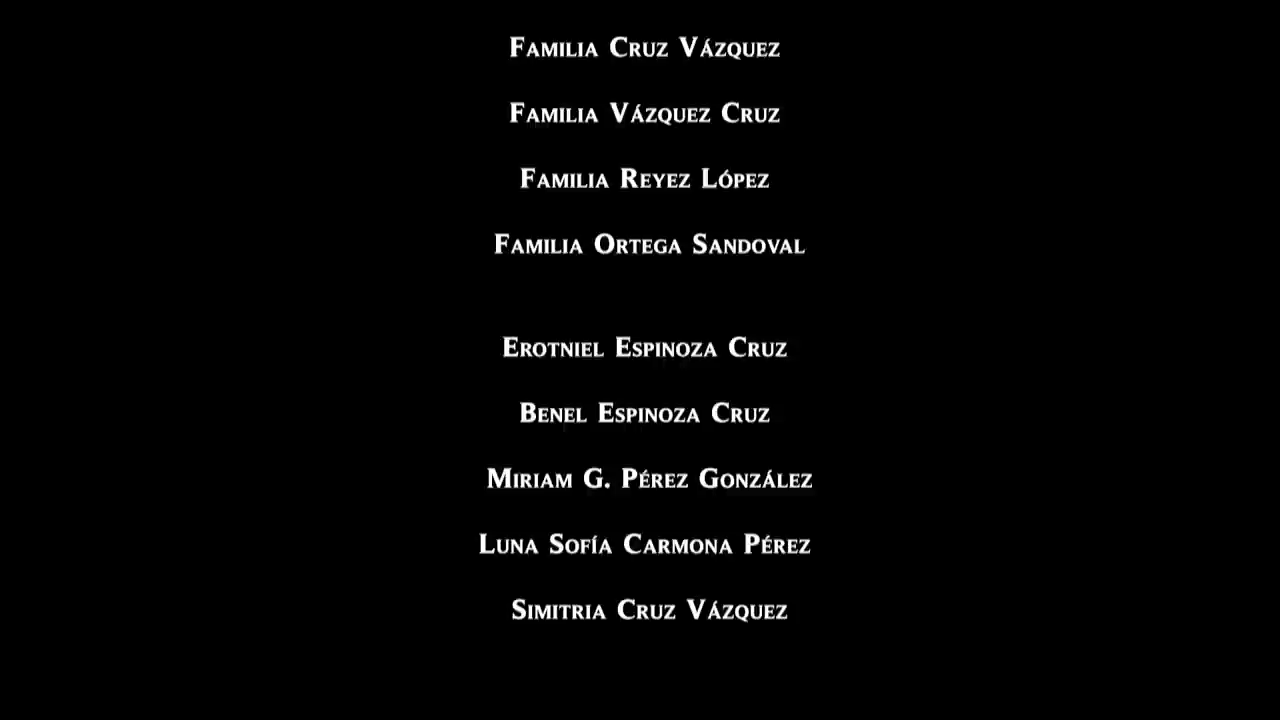 Familia Cruz Vázquez
Familia Vázquez Cruz
Familia Reyez López
Familia Ortega Sandoval
Erotniel Espinoza Cruz
Benel Espinoza Cruz
Miriam G. Pérez González
Luna Sofía Carmona Pérez
Simitria Cruz Vázquez